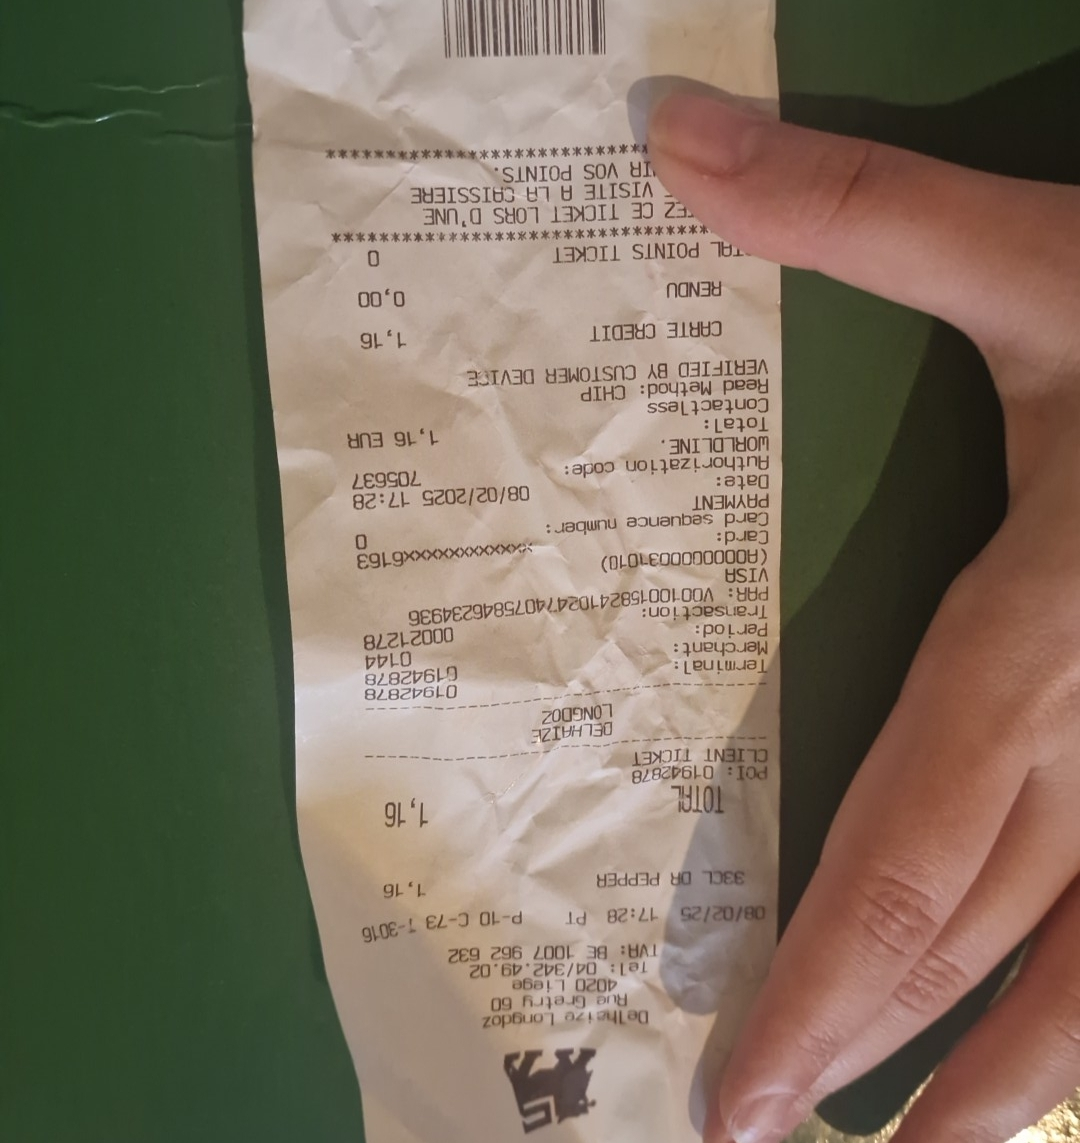 Delhaize Longdoz
Rue Gretry 60
4020 Liege
Tel: 04/342.49.02
TVA: BE 1007 962 632
08/02/25 17:28 PT P-10 C-73 T-3016
33CL DR PEPPER 1,16
TOTAL 1,16
POI: 01942878
CLIENT TICKET
DELHAIZE
LONGDOZ
Terminal: 01942878
Merchant: G1942878
Period: 0144
Transaction: 00021278
PAR: V0010015824102474075846234936
VISA
(A0000000031010)
Card: xxxxxxxxxxxxx6163
Card sequence number: 0
PAYMENT
Date: 08/02/2025 17:28
Authorization code: 705637
WORLDLINE.
Total: 1,16 EUR
Contactless
Read Method: CHIP
VERIFIED BY CUSTOMER DEVICE
CARTE CREDIT 1,16
RENDU 0,00
TAL POINTS TICKET 0
****************************************
TEZ CE TICKET LORS D'UNE
VISITE A LA CAISSIERE
IR VOS POINTS.
**********************************